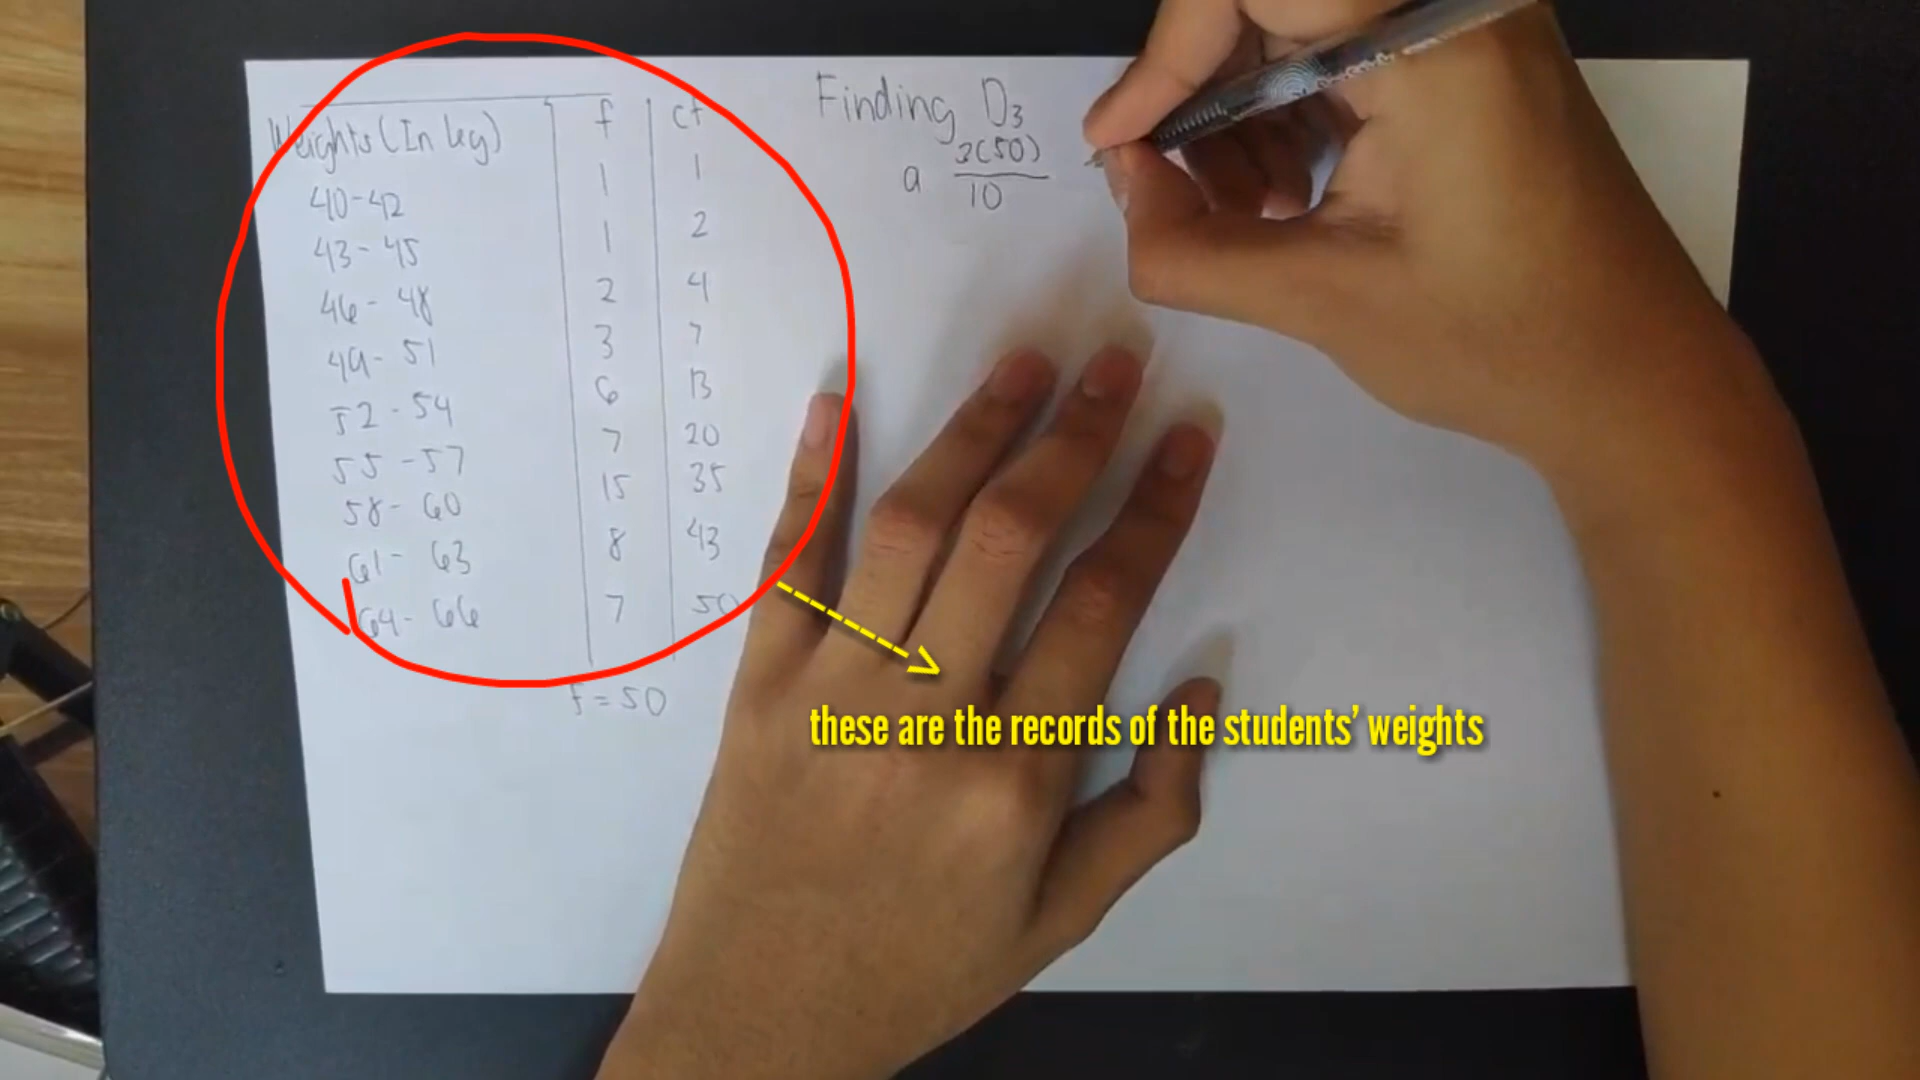 Weights (In kg) f cf
40-42 1 1
43-45 1 2
46-48 2 4
49-51 3 7
52-54 6 13
55-57 7 20
58-60 15 35
61-63 8 43
64-66 7 50
f = 50
Finding D3
a 3(50)
10
these are the records of the students' weights